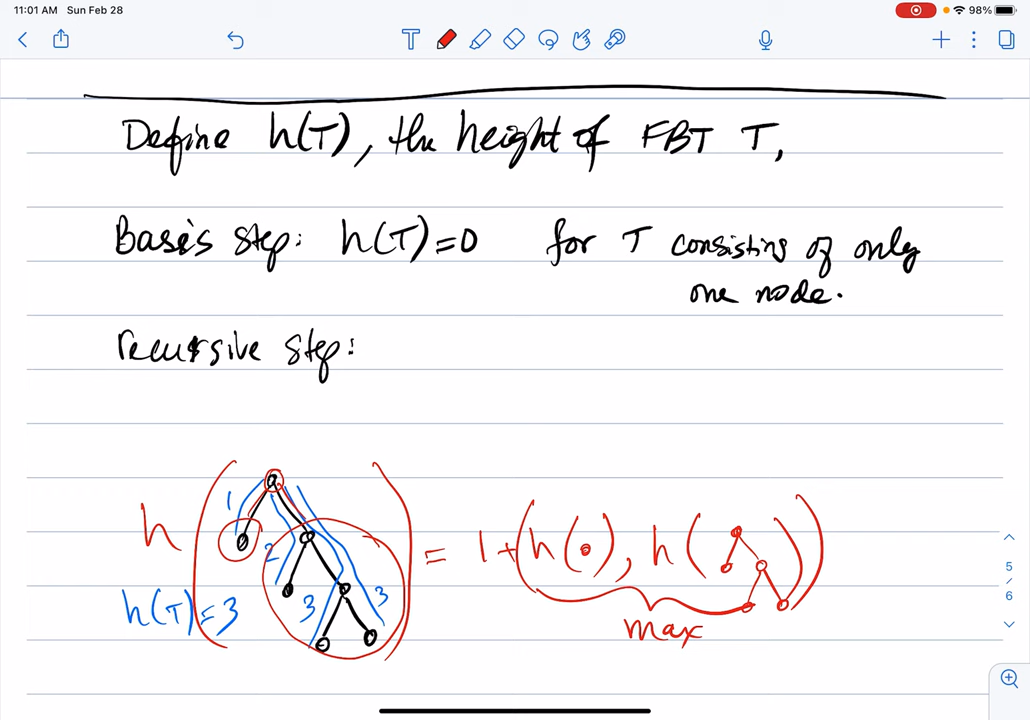 11:01 AM Sun Feb 28
98%
T
Define h(T), the height of FBT T,
Basis step: h(T)=0 for T consisting of only
one node.
recursive step:
1
h ( ) = 1+(h( ), h( ))
2
h(T)=3
3
3
max
5
6